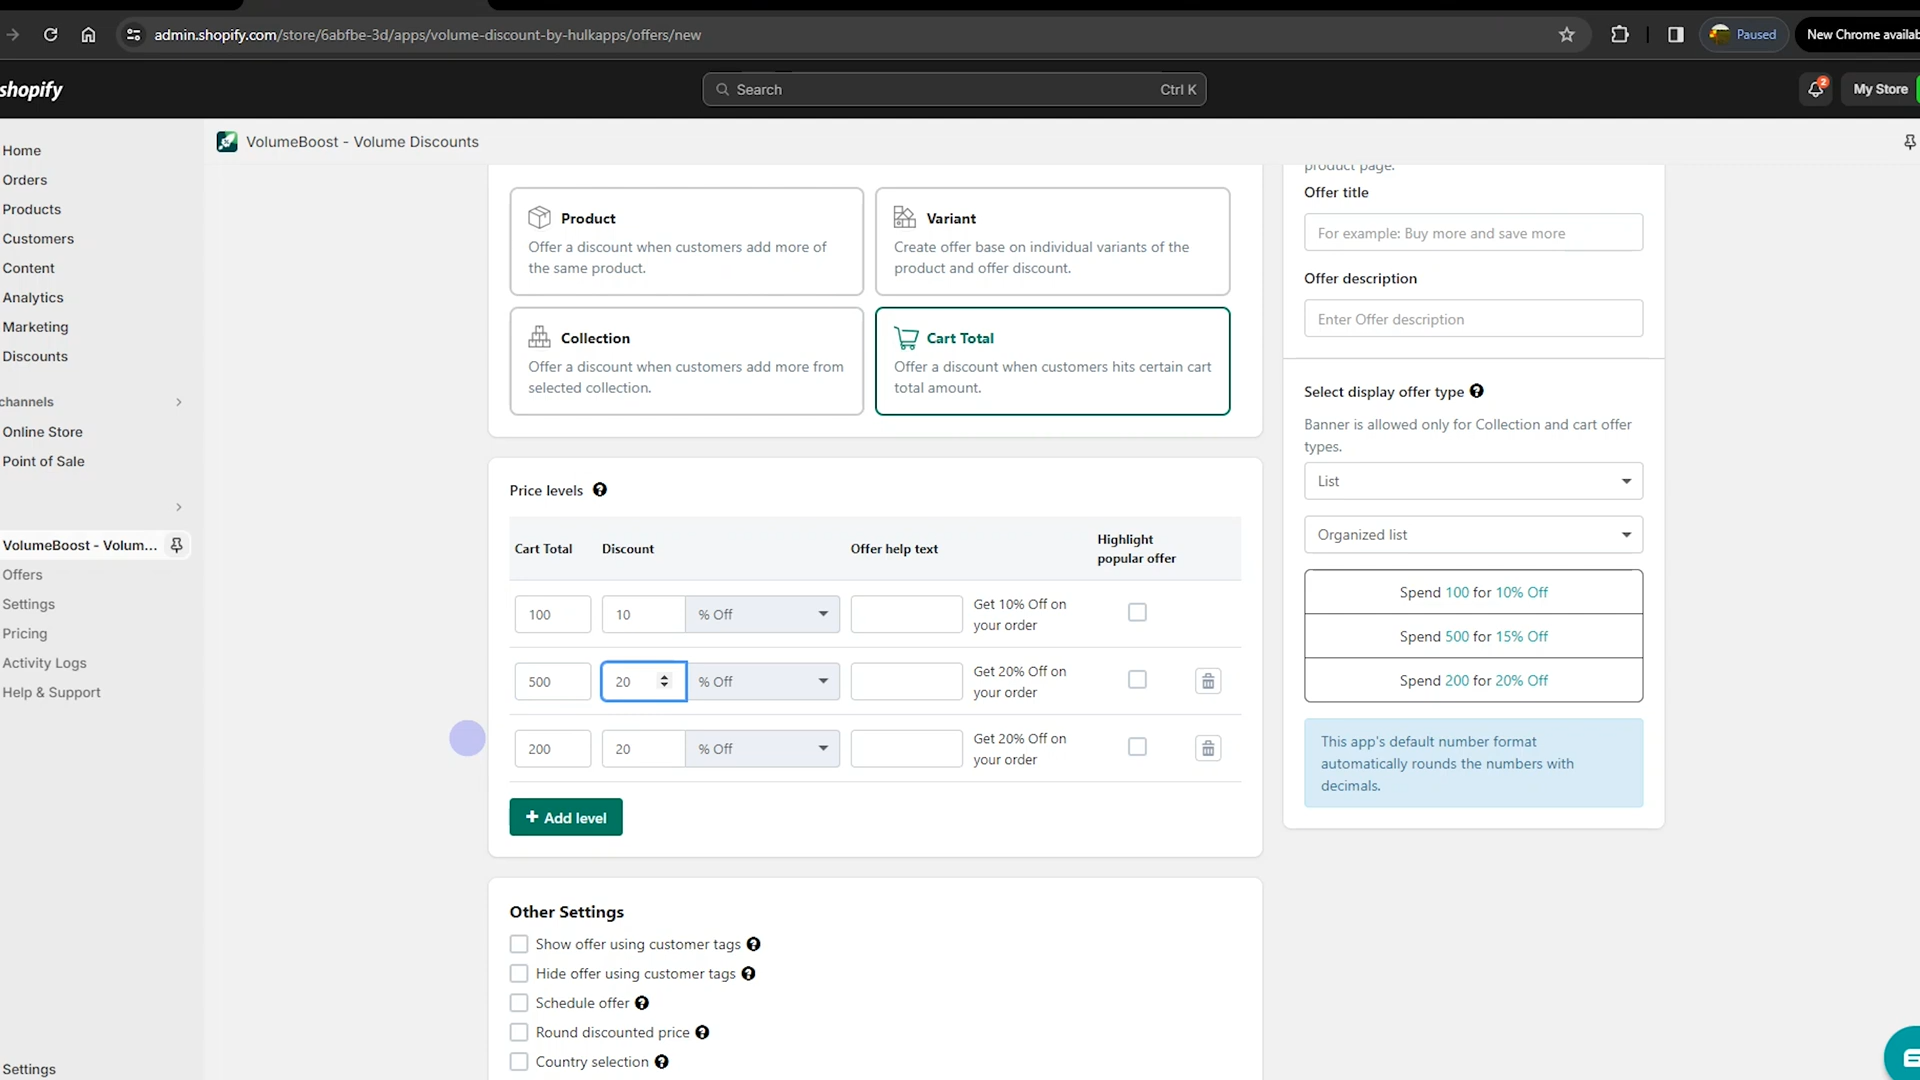 admin.shopify.com/store/6abfbe-3d/apps/volume-discount-by-hulkapps/offers/new
Paused
New Chrome availab
shopify
Search
Ctrl K
2
My Store
VolumeBoost - Volume Discounts
Home
Orders
Products
Customers
Content
Analytics
Marketing
Discounts
channels
Online Store
Point of Sale
VolumeBoost - Volum...
Offers
Settings
Pricing
Activity Logs
Help & Support
Settings
Product
Offer a discount when customers add more of
the same product.
Variant
Create offer base on individual variants of the
product and offer discount.
Collection
Offer a discount when customers add more from
selected collection.
Cart Total
Offer a discount when customers hits certain cart
total amount.
Price levels
Cart Total
Discount
Offer help text
Highlight
popular offer
100
10
% Off
Get 10% Off on
your order
500
20
% Off
Get 20% Off on
your order
200
20
% Off
Get 20% Off on
your order
+ Add level
Other Settings
Show offer using customer tags
Hide offer using customer tags
Schedule offer
Round discounted price
Country selection
product page.
Offer title
For example: Buy more and save more
Offer description
Enter Offer description
Select display offer type
Banner is allowed only for Collection and cart offer
types.
List
Organized list
Spend 100 for 10% Off
Spend 500 for 15% Off
Spend 200 for 20% Off
This app's default number format
automatically rounds the numbers with
decimals.